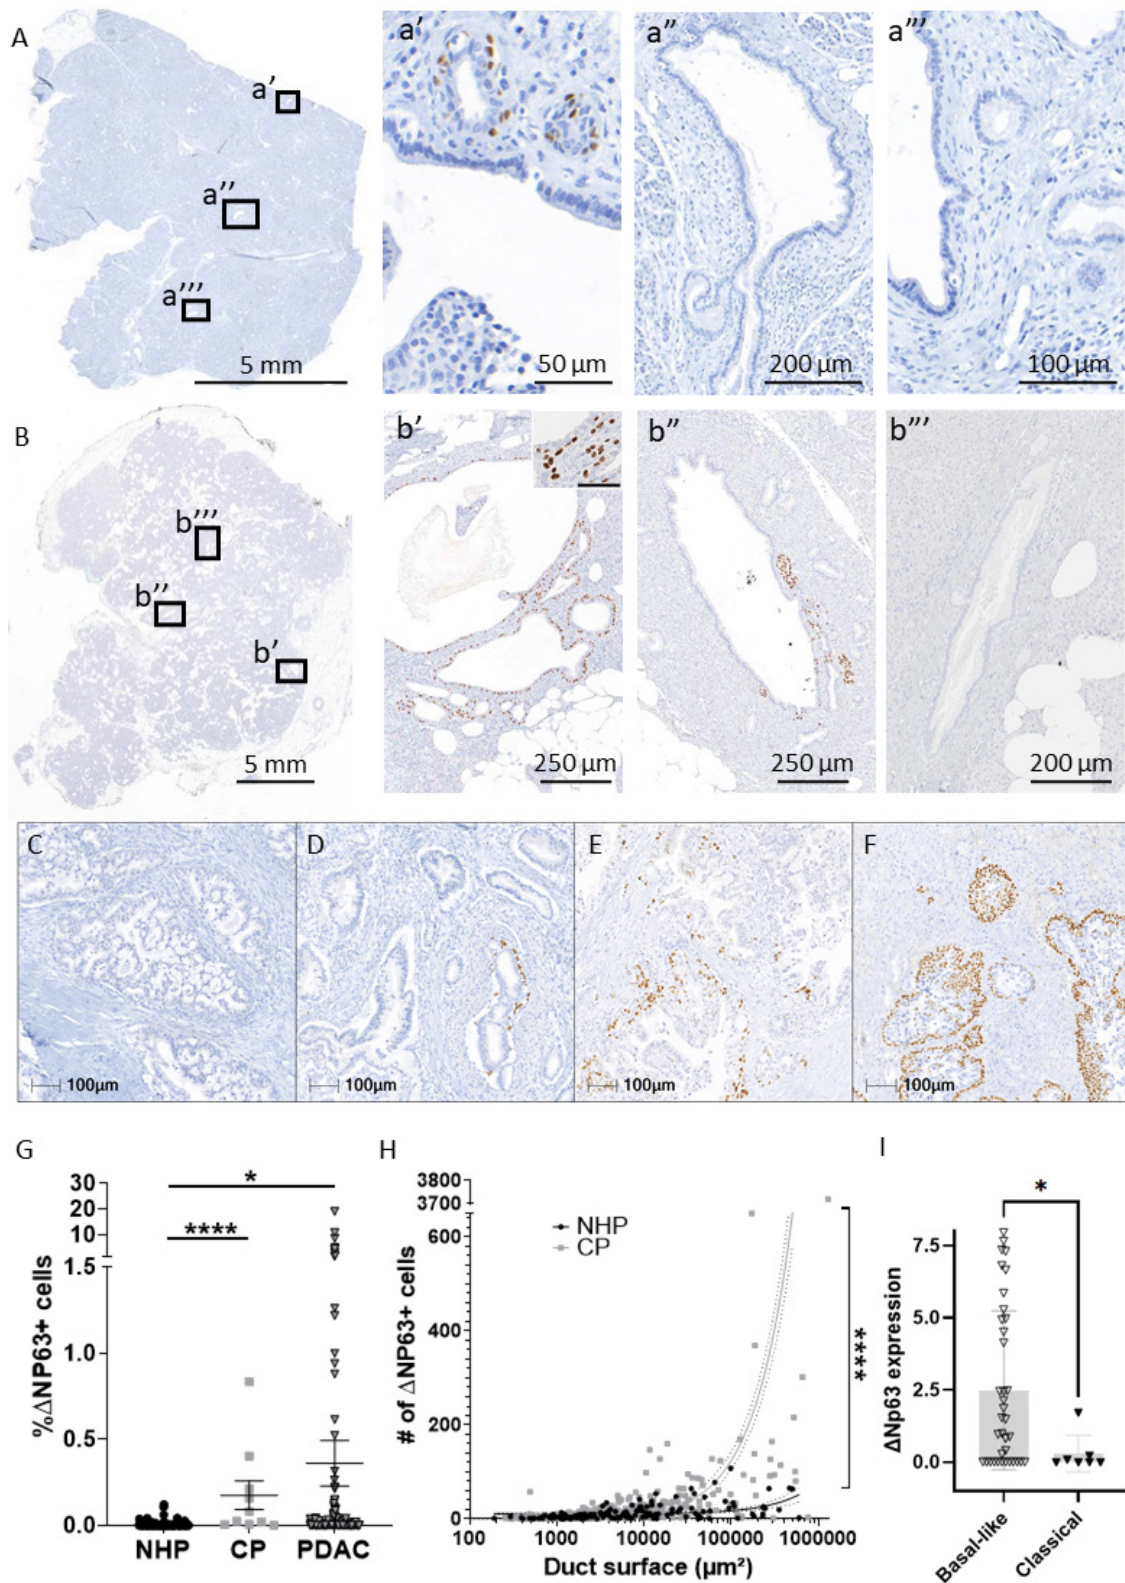 A
a'
a''
a'''
5 mm
a'
50 µm
a''
200 µm
a'''
100 µm
B
b'''
b''
b'
5 mm
b'
250 µm
b''
250 µm
b'''
200 µm
C
100µm
D
100µm
E
100µm
F
100µm
G
%ΔNP63+ cells
30
20
10
1.5
1.0
0.5
0.0
*
****
NHP CP PDAC
H
# of ΔNP63+ cells
3800
3700
600
400
200
0
NHP
CP
****
100 1000 10000 100000 1000000
Duct surface (µm²)
I
ΔNp63 expression
7.5
5.0
2.5
0.0
*
Basal-like
Classical